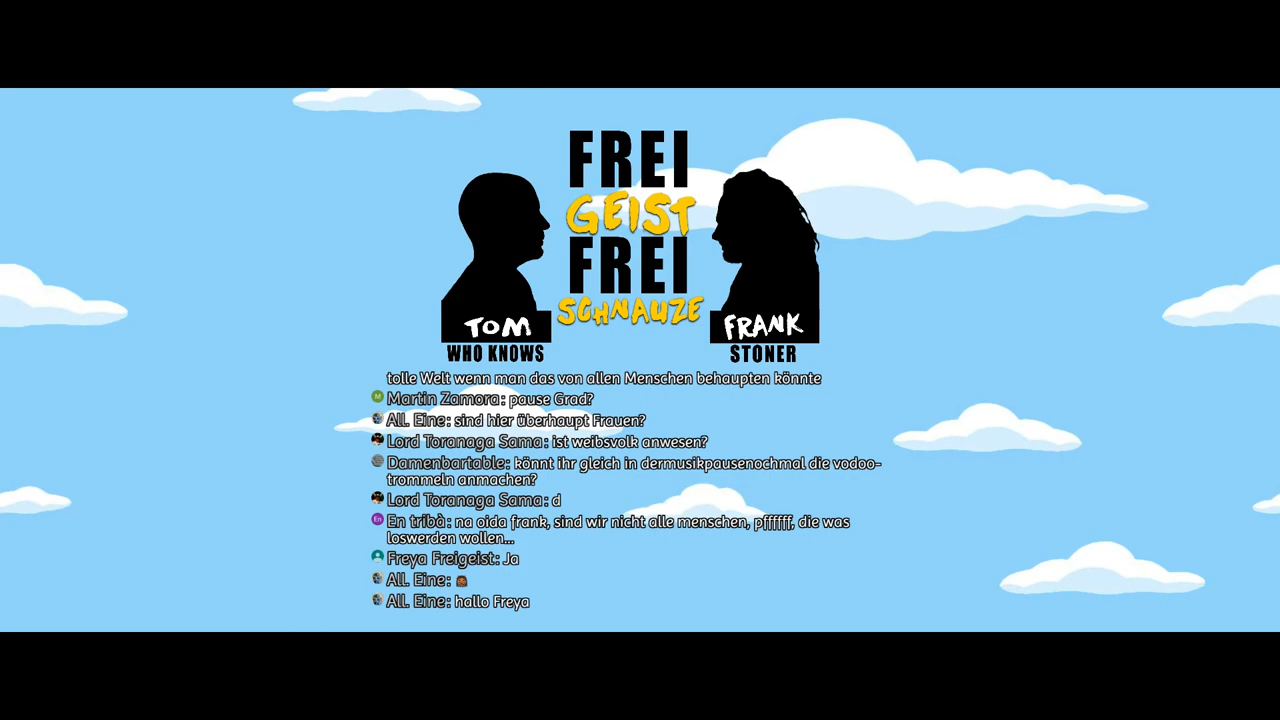 FREI
GEIST
FREI
SCHNAUZE
TOM
WHO KNOWS
FRANK
STONER
tolle Welt wenn man das von allen Menschen behaupten könnte
M Martin Zamora: pause Grad?
All. Eine: sind hier überhaupt Frauen?
Lord Toranaga Sama: ist weibsvolk anwesen?
Damenbartable: könnt ihr gleich in dermusikpausenochmal die vodoo-
trommeln anmachen?
Lord Toranaga Sama: d
En En tribà: na oida frank, sind wir nicht alle menschen, pffffff, die was
loswerden wollen...
Freya Freigeist: Ja
All. Eine:
All. Eine: hallo Freya